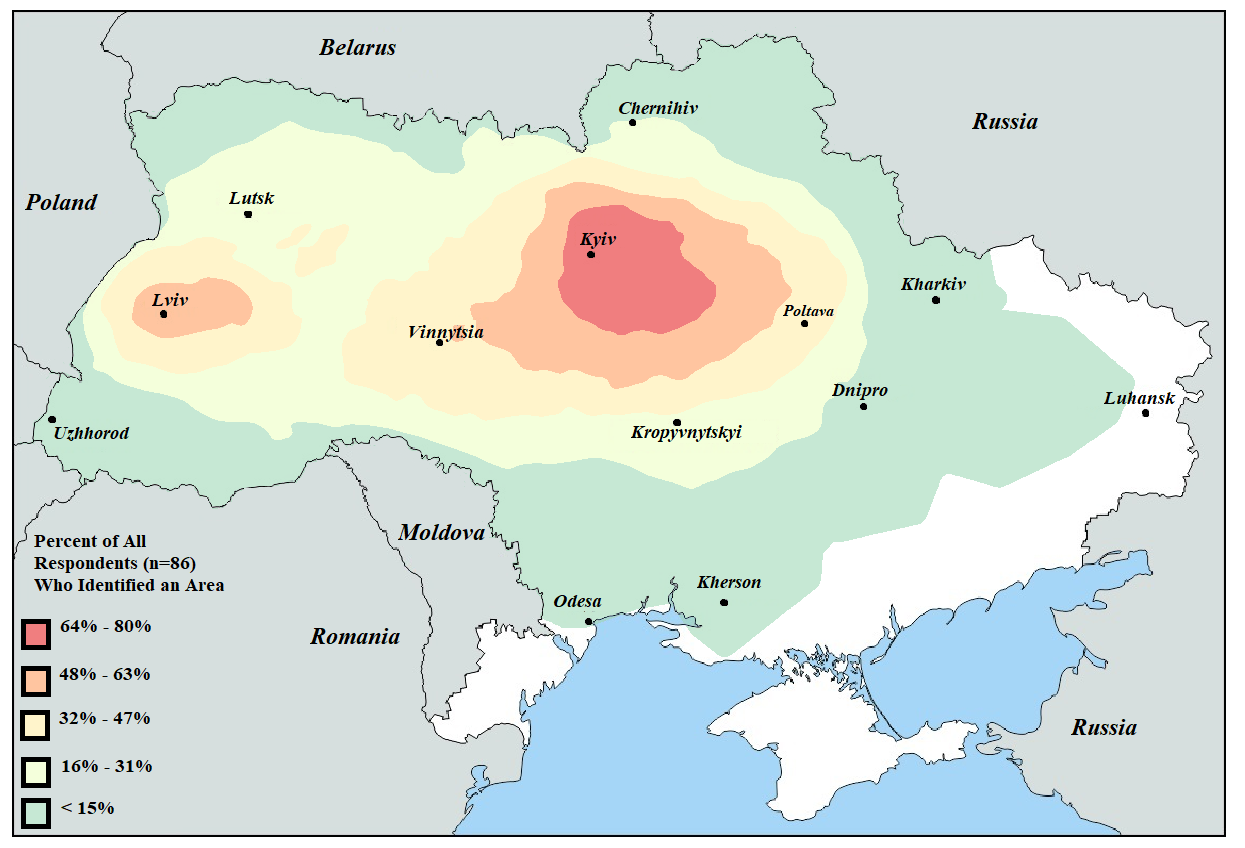 Belarus
Chernihiv
Russia
Poland
Lutsk
Kyiv
Kharkiv
Lviv
Poltava
Vinnytsia
Dnipro
Luhansk
Uzhhorod
Kropyvnytskyi
Moldova
Percent of All
Respondents (n=86)
Who Identified an Area
Kherson
Odesa
64% - 80%
Romania
48% - 63%
32% - 47%
Russia
16% - 31%
< 15%